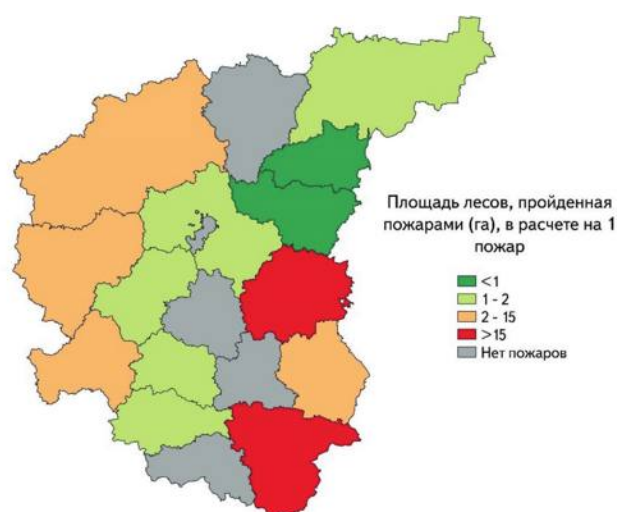 Площадь лесов, пройденная
пожарами (га), в расчете на 1
пожар
<1
1 - 2
2 - 15
>15
Нет пожаров